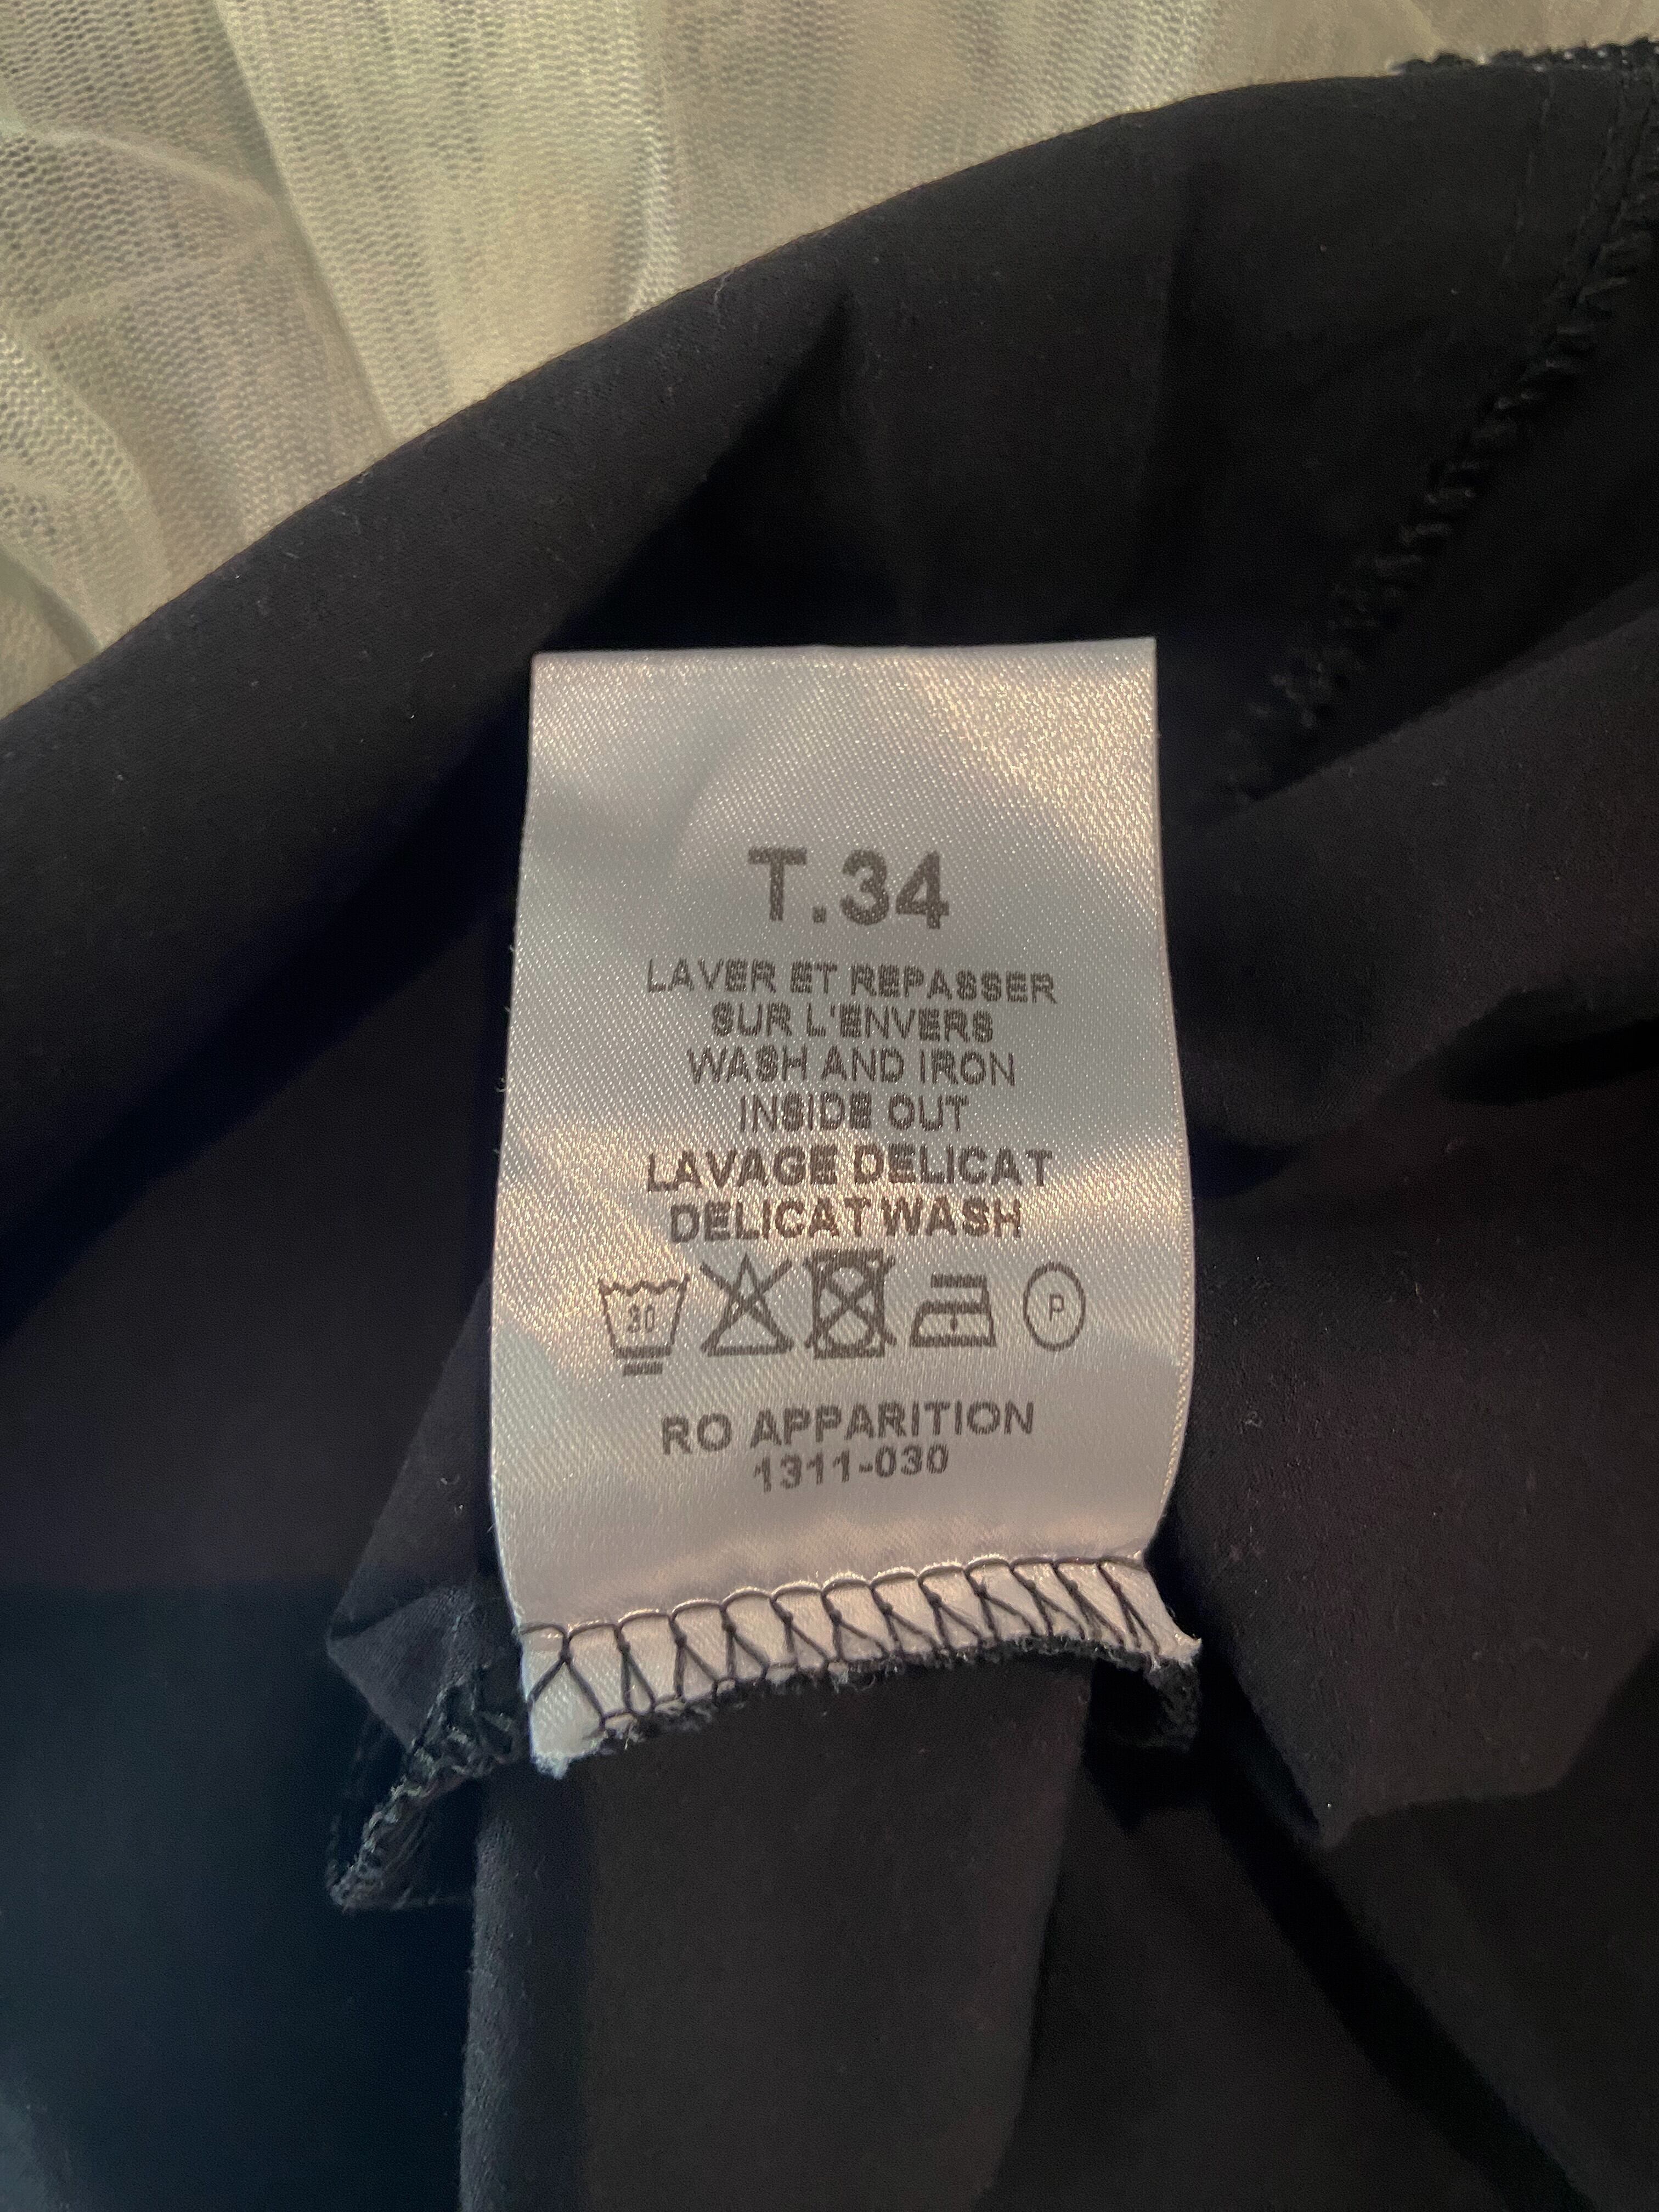 T.34
LAVER ET REPASSER
SUR L'ENVERS
WASH AND IRON
INSIDE OUT
LAVAGE DELICAT
DELICAT WASH
30 P
RO APPARITION
1311-030